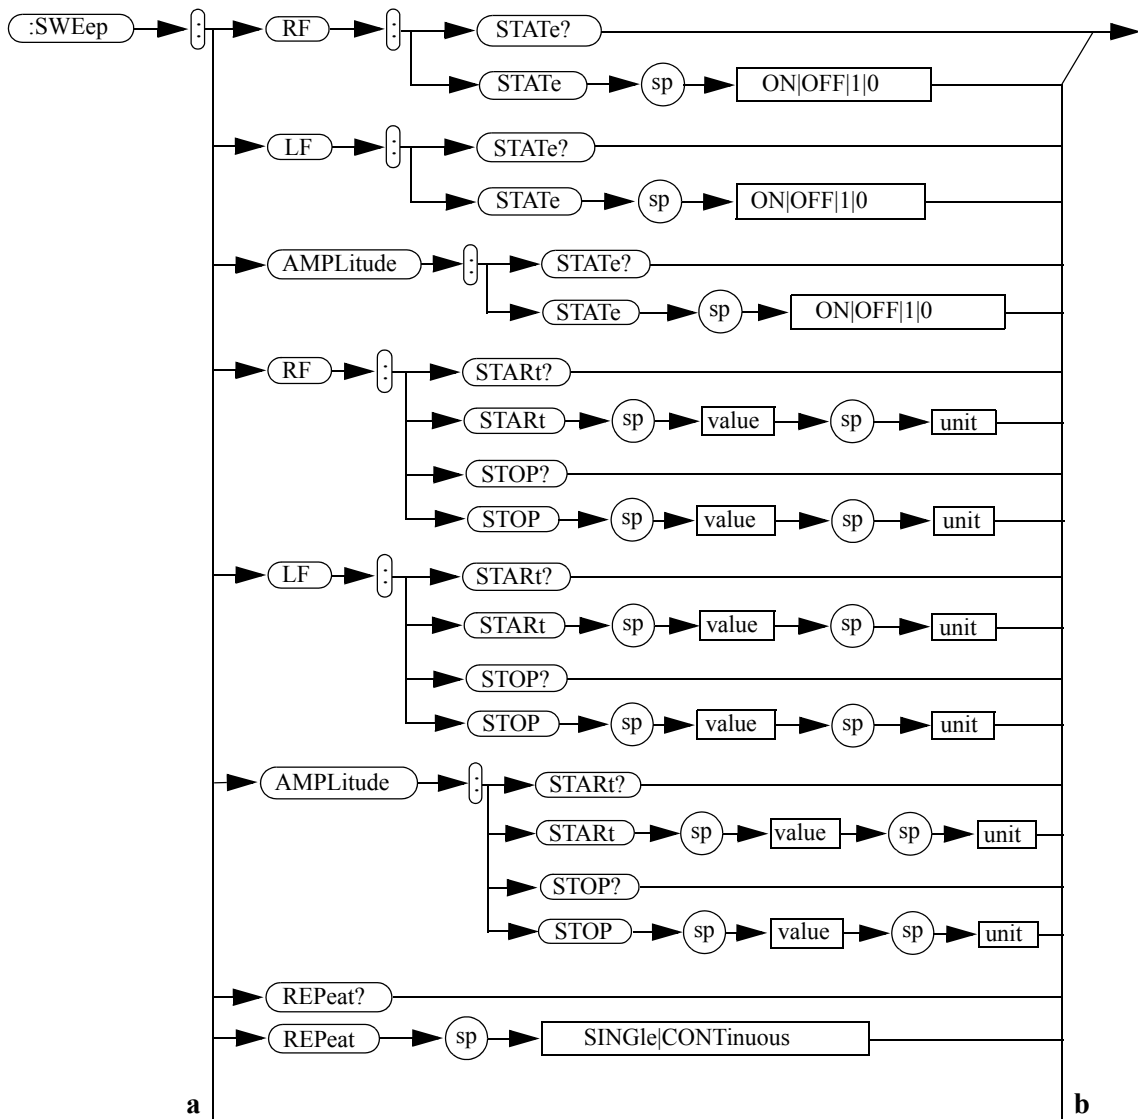 :SWEep : RF : STATe?
STATe sp ON|OFF|1|0
LF : STATe?
STATe sp ON|OFF|1|0
AMPLitude : STATe?
STATe sp ON|OFF|1|0
RF : STARt?
STARt sp value sp unit
STOP?
STOP sp value sp unit
LF : STARt?
STARt sp value sp unit
STOP?
STOP sp value sp unit
AMPLitude : STARt?
STARt sp value sp unit
STOP?
STOP sp value sp unit
REPeat?
REPeat sp SINGle|CONTinuous
a b